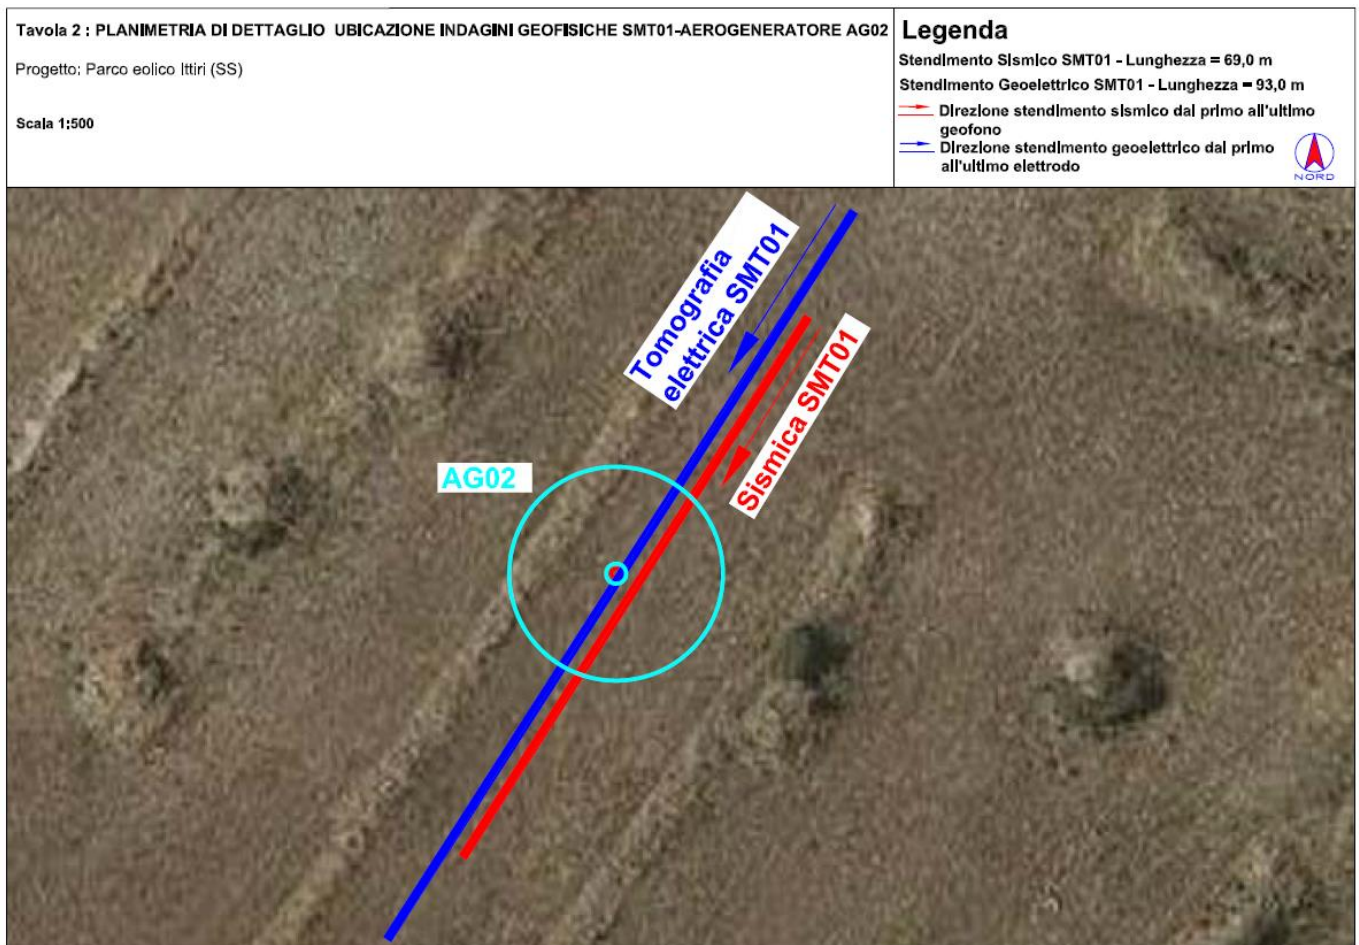 Tavola 2 : PLANIMETRIA DI DETTAGLIO UBICAZIONE INDAGINI GEOFISICHE SMT01-AEROGENERATORE AG02
Progetto: Parco eolico Ittiri (SS)
Scala 1:500
Legenda
Stendimento Sismico SMT01 - Lunghezza = 69,0 m
Stendimento Geoelettrico SMT01 - Lunghezza = 93,0 m
Direzione stendimento sismico dal primo all'ultimo
geofono
Direzione stendimento geoelettrico dal primo
all'ultimo elettrodo
NORD
Tomografia
elettrica SMT01
Sismica SMT01
AG02